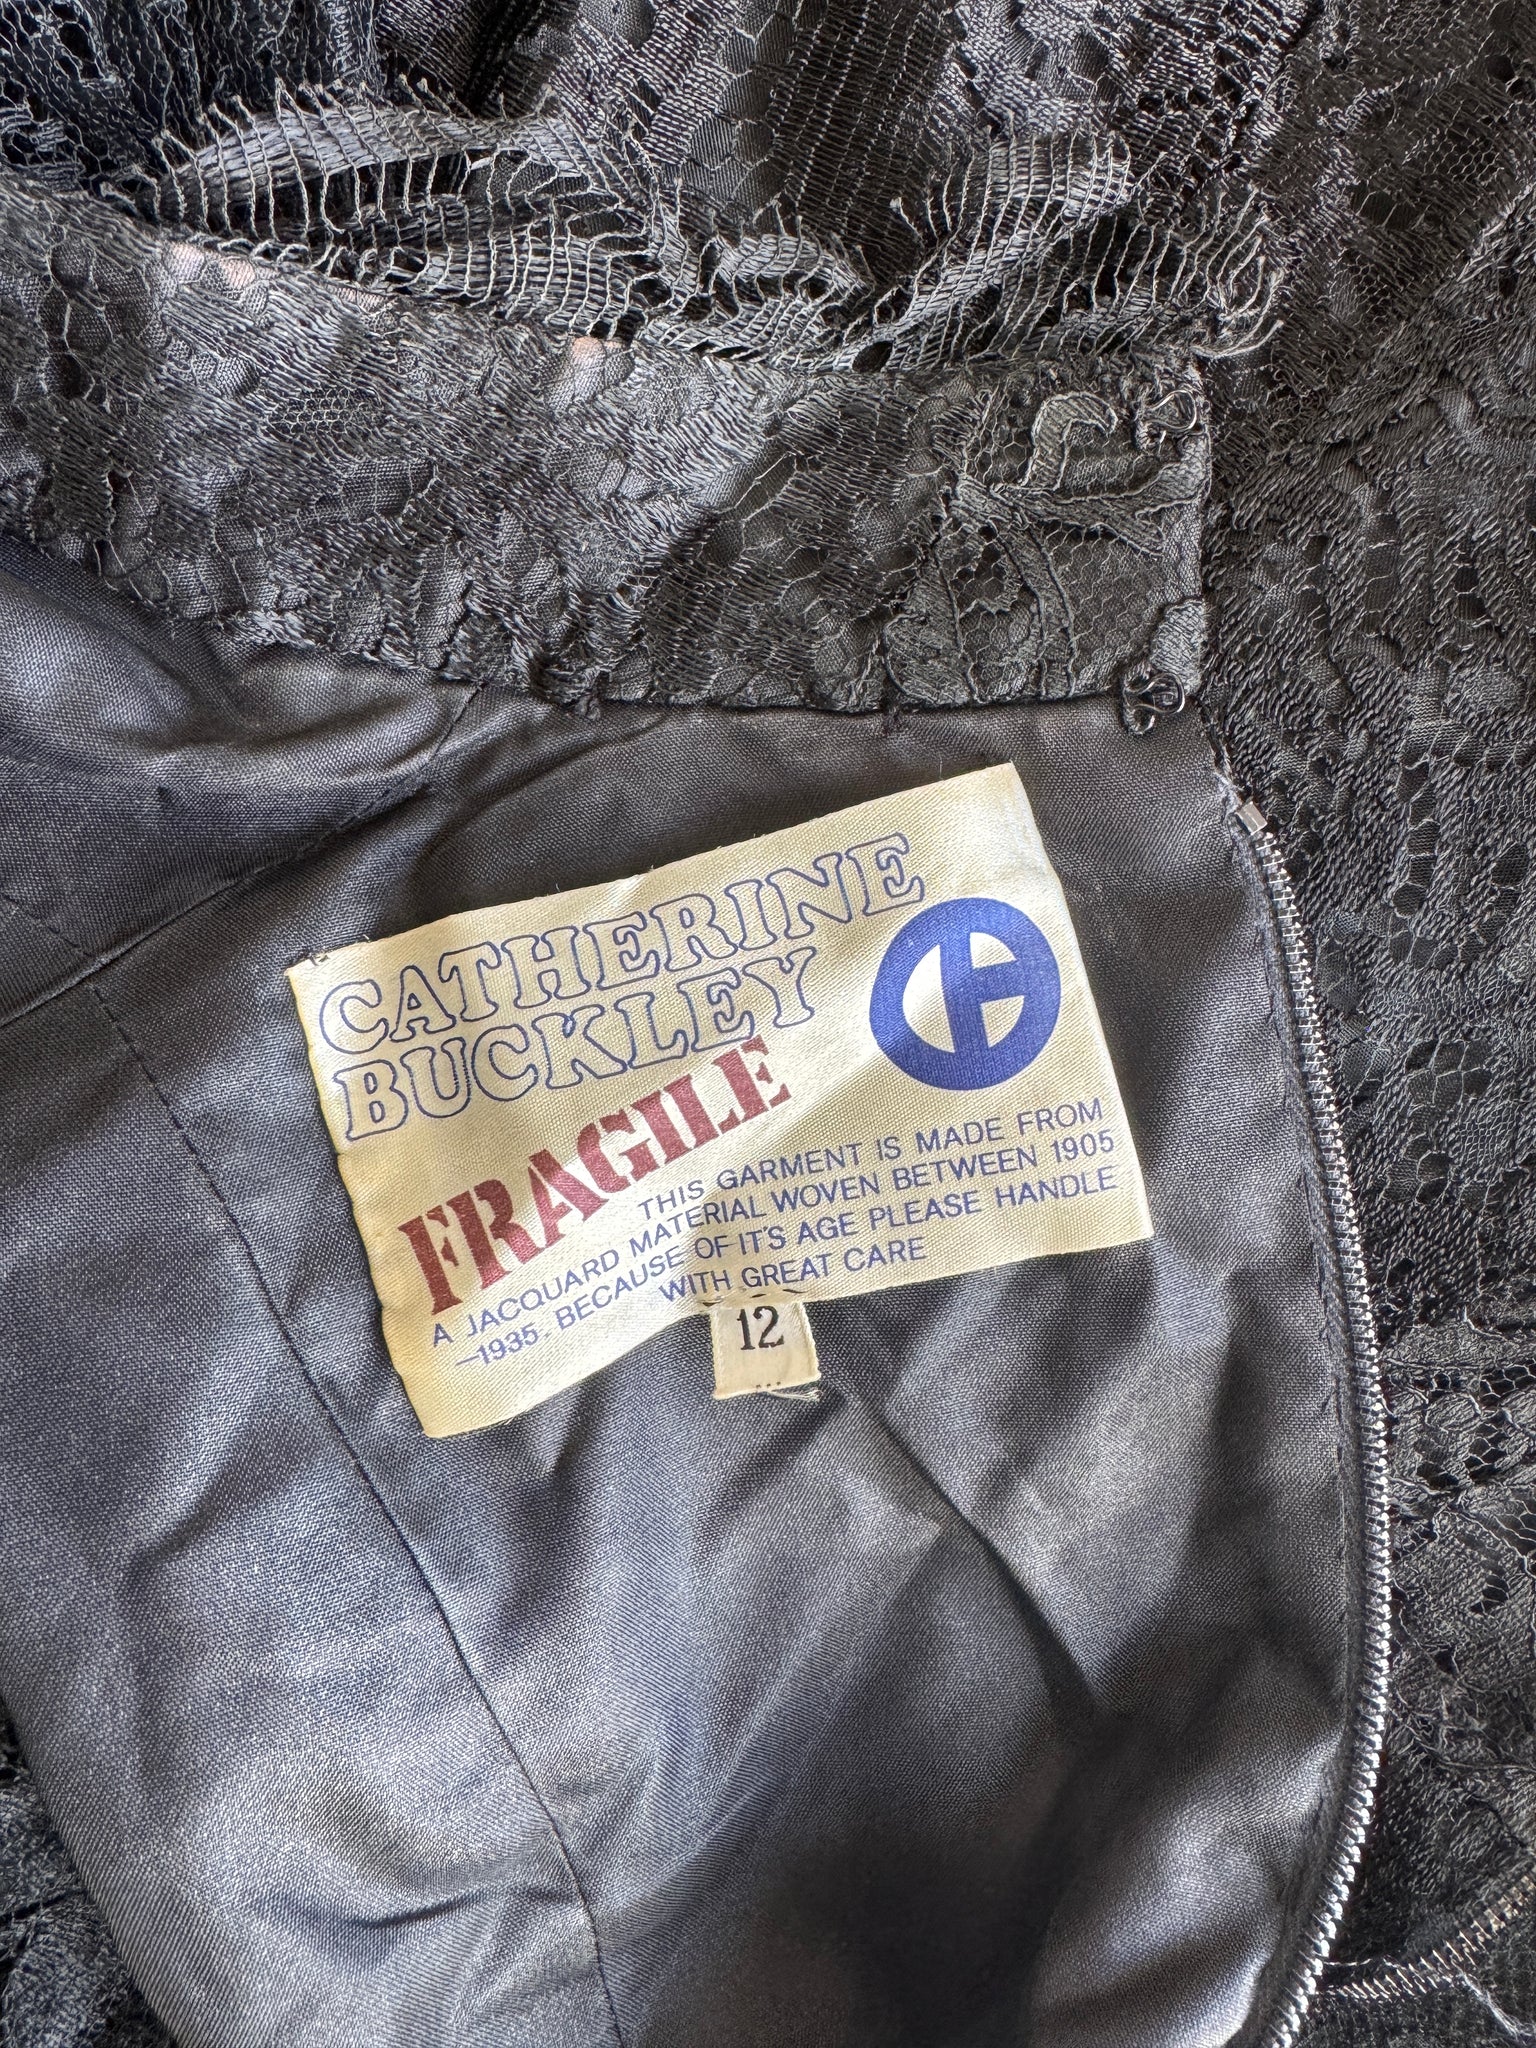 CATHERINE
BUCKLEY
FRAGILE
THIS GARMENT IS MADE FROM
A JACQUARD MATERIAL WOVEN BETWEEN 1905
–1935. BECAUSE OF IT'S AGE PLEASE HANDLE
WITH GREAT CARE
12